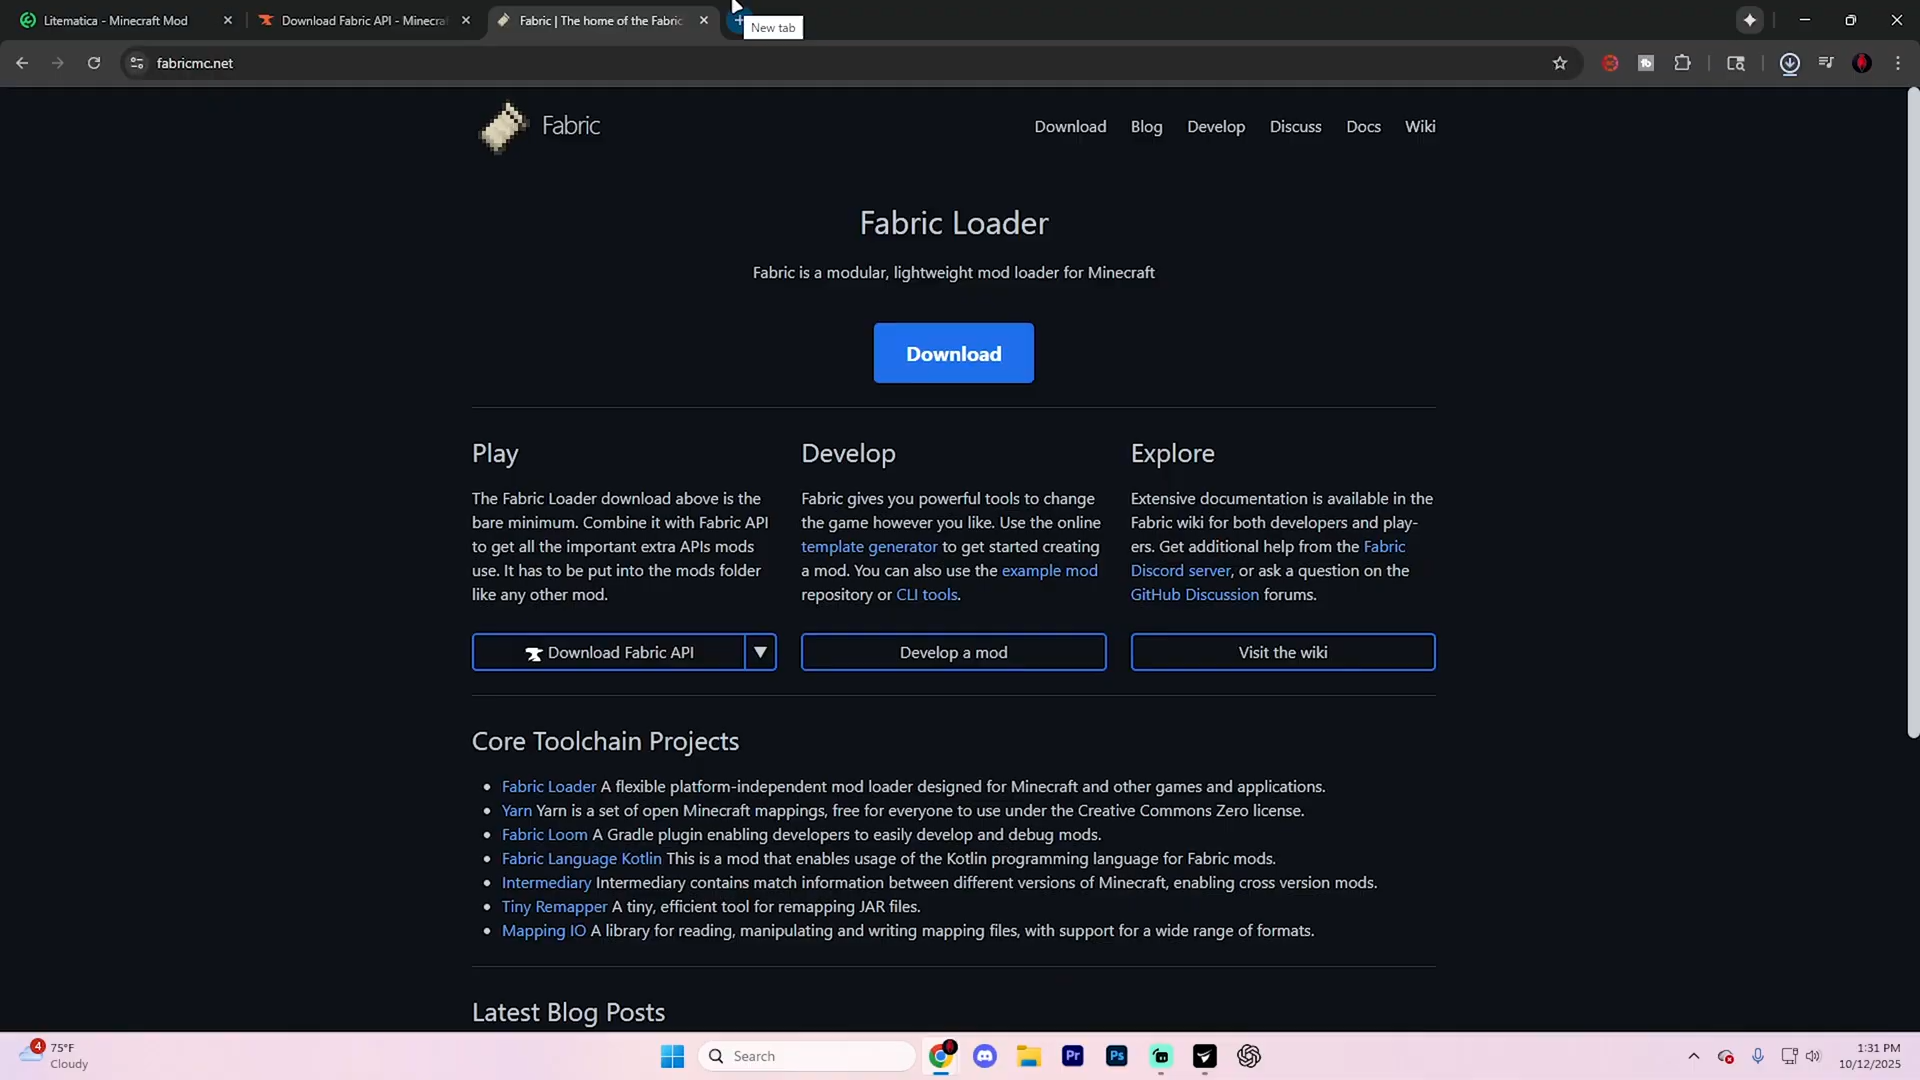 Litematica - Minecraft Mod
Download Fabric API - Minecraf
Fabric | The home of the Fabric
New tab
fabricmc.net
Fabric
Download
Blog
Develop
Discuss
Docs
Wiki
Fabric Loader
Fabric is a modular, lightweight mod loader for Minecraft
Download
Play
The Fabric Loader download above is the
bare minimum. Combine it with Fabric API
to get all the important extra APIs mods
use. It has to be put into the mods folder
like any other mod.
Download Fabric API
Develop
Fabric gives you powerful tools to change
the game however you like. Use the online
template generator to get started creating
a mod. You can also use the example mod
repository or CLI tools.
Develop a mod
Explore
Extensive documentation is available in the
Fabric wiki for both developers and play-
ers. Get additional help from the Fabric
Discord server, or ask a question on the
GitHub Discussion forums.
Visit the wiki
Core Toolchain Projects
Fabric Loader A flexible platform-independent mod loader designed for Minecraft and other games and applications.
Yarn Yarn is a set of open Minecraft mappings, free for everyone to use under the Creative Commons Zero license.
Fabric Loom A Gradle plugin enabling developers to easily develop and debug mods.
Fabric Language Kotlin This is a mod that enables usage of the Kotlin programming language for Fabric mods.
Intermediary Intermediary contains match information between different versions of Minecraft, enabling cross version mods.
Tiny Remapper A tiny, efficient tool for remapping JAR files.
Mapping IO A library for reading, manipulating and writing mapping files, with support for a wide range of formats.
Latest Blog Posts
4
75°F
Cloudy
Search
Pr
Ps
1:31 PM
10/12/2025